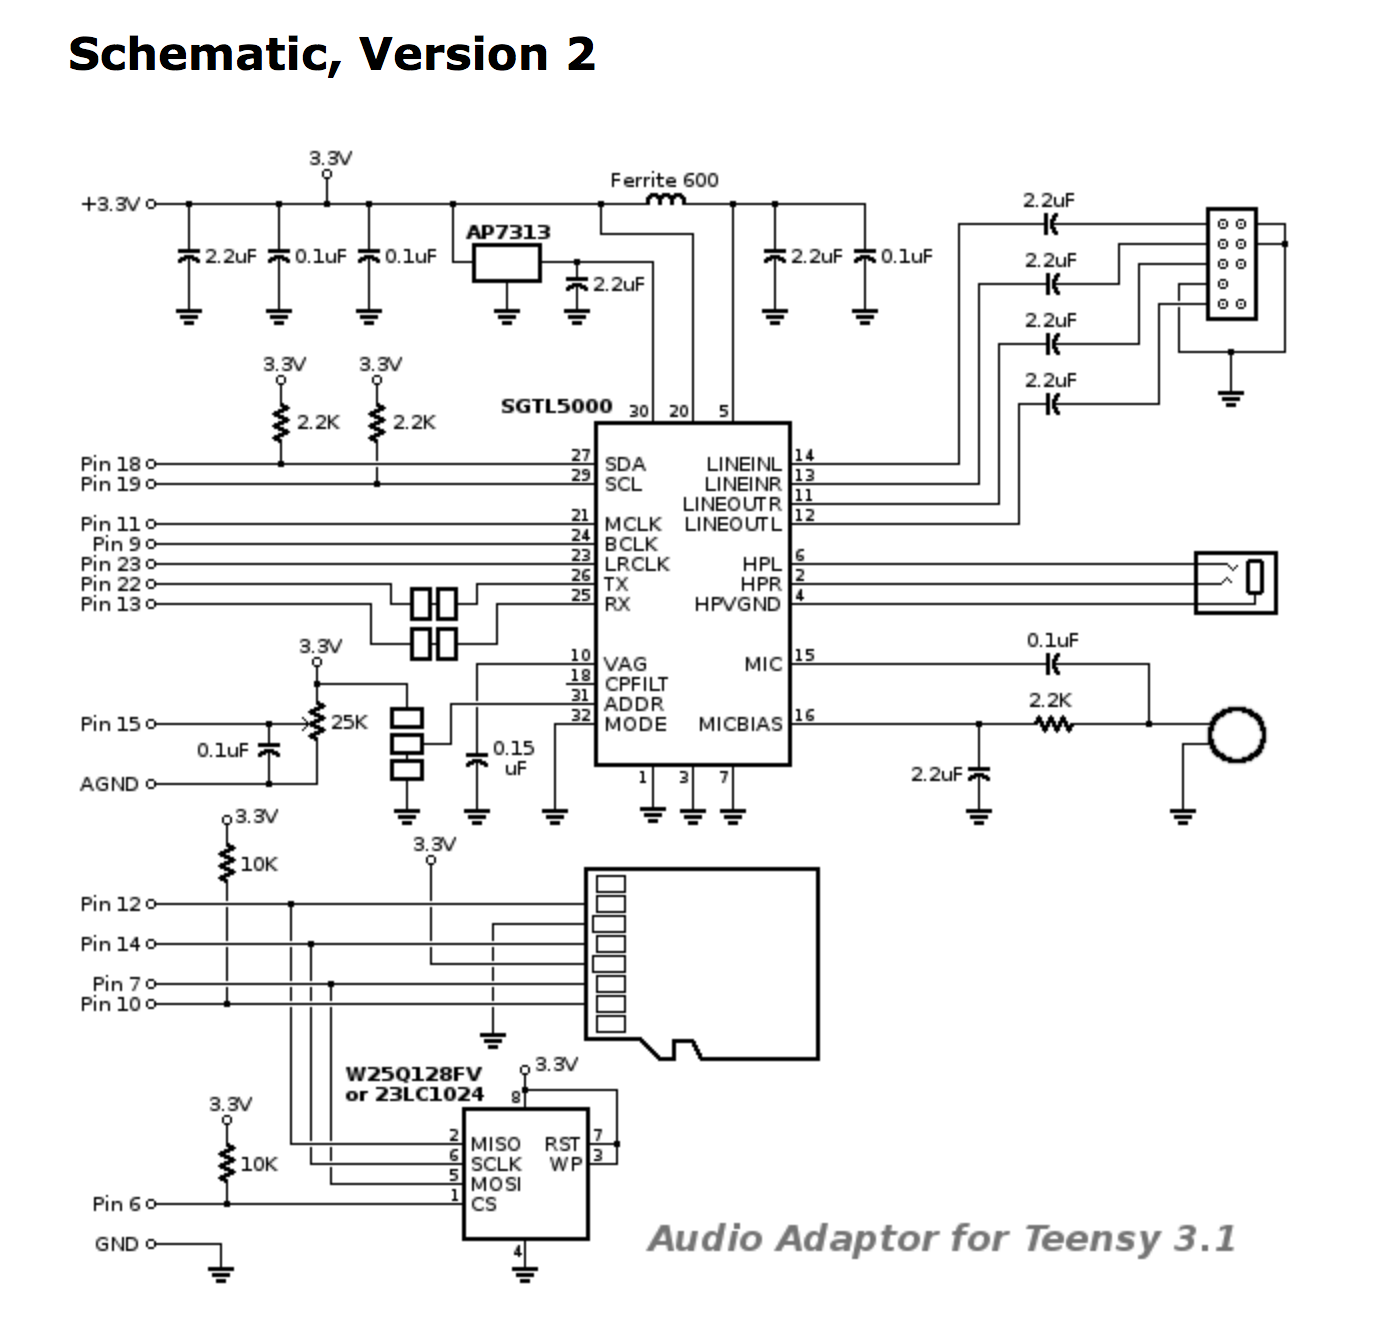 Schematic, Version 2
3.3V
Ferrite 600
+3.3V
2.2uF
AP7313
2.2uF 0.1uF 0.1uF
2.2uF
2.2uF 0.1uF
2.2uF
2.2uF
2.2uF
3.3V 3.3V
2.2K 2.2K
SGTL5000 30 20 5
Pin 18 27 SDA LINEINL 14
Pin 19 29 SCL LINEINR 13
LINEOUTR 11
Pin 11 21 MCLK LINEOUTL 12
Pin 9 24 BCLK
Pin 23 23 LRCLK HPL 6
Pin 22 26 TX HPR 2
Pin 13 25 RX HPVGND 4
3.3V
0.1uF
10 VAG MIC 15
18 CPFILT
31 ADDR
2.2K
Pin 15 25K 32 MODE MICBIAS 16
0.1uF
0.15
uF
2.2uF
AGND
1 3 7
3.3V
10K
3.3V
Pin 12
Pin 14
Pin 7
Pin 10
W25Q128FV
or 23LC1024
3.3V
8
3.3V
10K
2 MISO RST 7
6 SCLK WP 3
5 MOSI
Pin 6 1 CS
GND
4
Audio Adaptor for Teensy 3.1